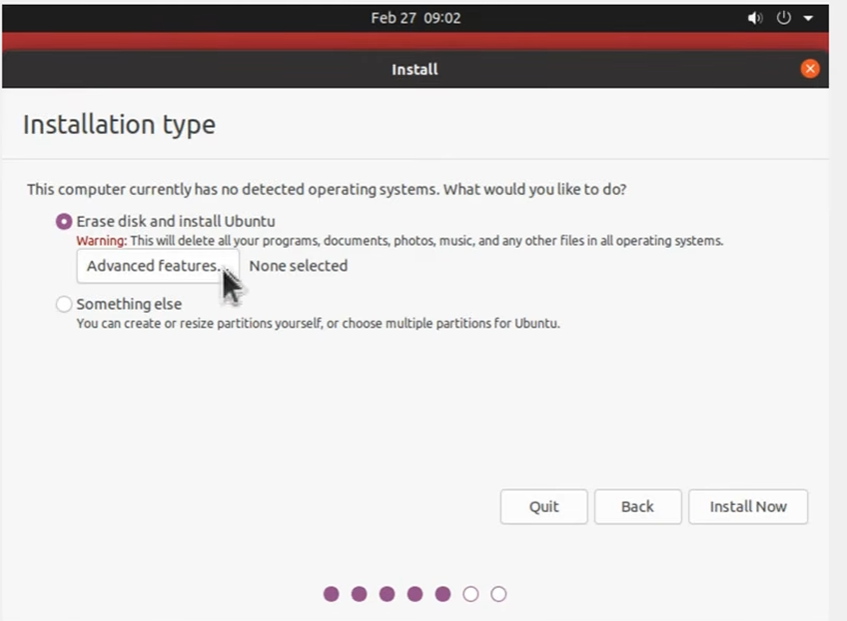 Feb 27 09:02
Install
Installation type
This computer currently has no detected operating systems. What would you like to do?
Erase disk and install Ubuntu
Warning: This will delete all your programs, documents, photos, music, and any other files in all operating systems.
Advanced features... None selected
Something else
You can create or resize partitions yourself, or choose multiple partitions for Ubuntu.
Quit Back Install Now